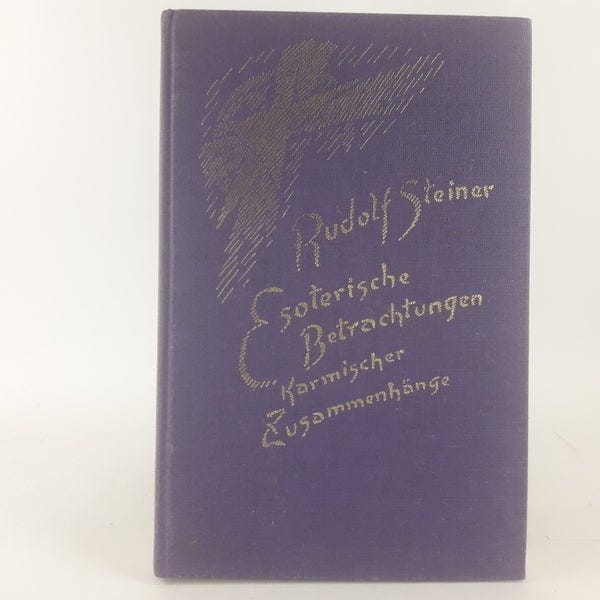 Rudolf Steiner
Esoterische
Betrachtungen
Karmischer
Zusammenhänge